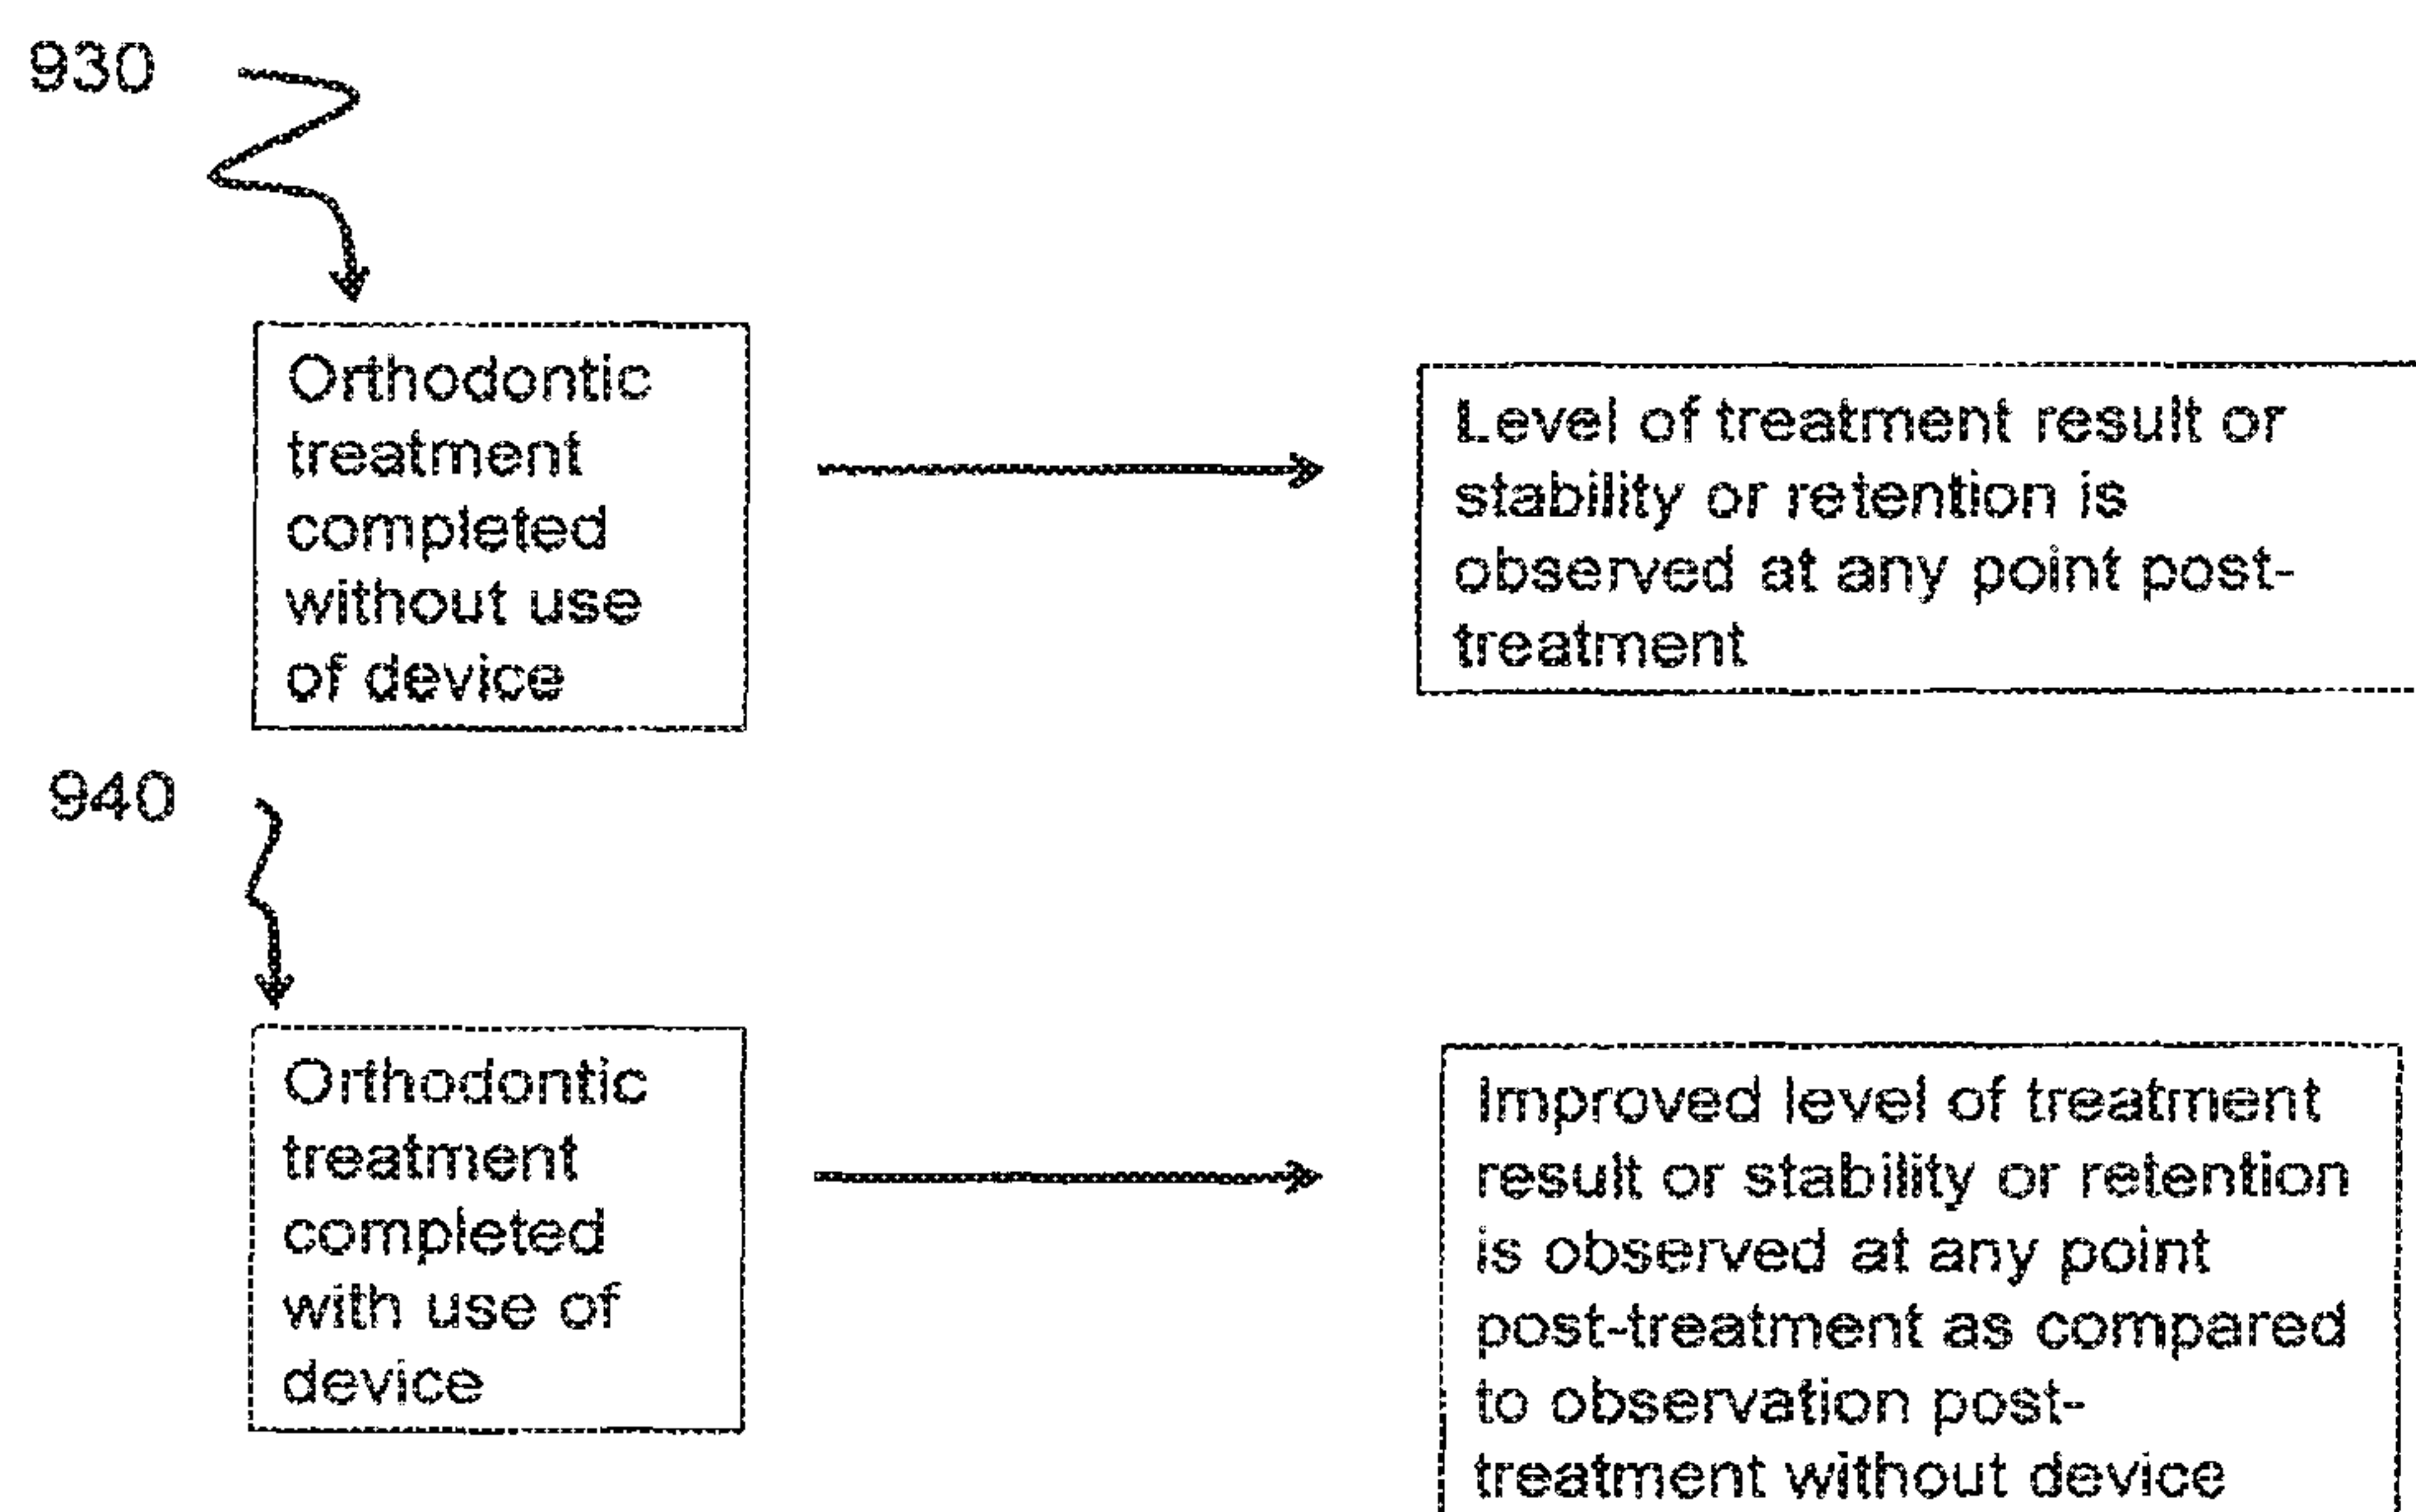 930
Orthodontic
treatment
completed
without use
of device
Level of treatment result or
stability or retention is
observed at any point post-
treatment
940
Orthodontic
treatment
completed
with use of
device
Improved level of treatment
result or stability or retention
is observed at any point
post-treatment as compared
to observation post-
treatment without device